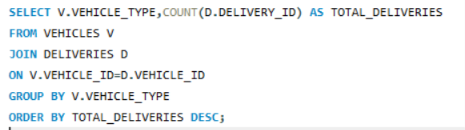 SELECT V.VEHICLE_TYPE,COUNT(D.DELIVERY_ID) AS TOTAL_DELIVERIES
FROM VEHICLES V
JOIN DELIVERIES D
ON V.VEHICLE_ID=D.VEHICLE_ID
GROUP BY V.VEHICLE_TYPE
ORDER BY TOTAL_DELIVERIES DESC;